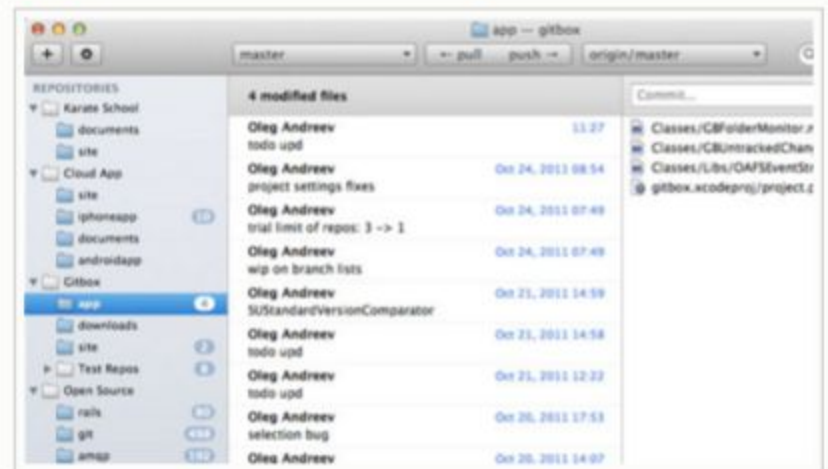 app — gitbox
master
← pull push →
origin/master
REPOSITORIES
Karate School
documents
site
Cloud App
site
iphoneapp
documents
androidapp
Gitbox
app
downloads
site
Test Repos
Open Source
rails
git
amqp
4 modified files
Oleg Andreev 11:27
todo upd
Oleg Andreev Oct 24, 2011 08:54
project settings fixes
Oleg Andreev Oct 24, 2011 07:49
trial limit of repos: 3 -> 1
Oleg Andreev Oct 24, 2011 07:49
wip on branch lists
Oleg Andreev Oct 21, 2011 14:59
SUStandardVersionComparator
Oleg Andreev Oct 21, 2011 14:58
todo upd
Oleg Andreev Oct 21, 2011 12:22
todo upd
Oleg Andreev Oct 20, 2011 17:53
selection bug
Oleg Andreev Oct 20, 2011 14:07
Commit...
Classes/GBFolderMonitor.m
Classes/GBUntrackedChan
Classes/Libs/OAFSEventStr
gitbox.xcodeproj/project.p